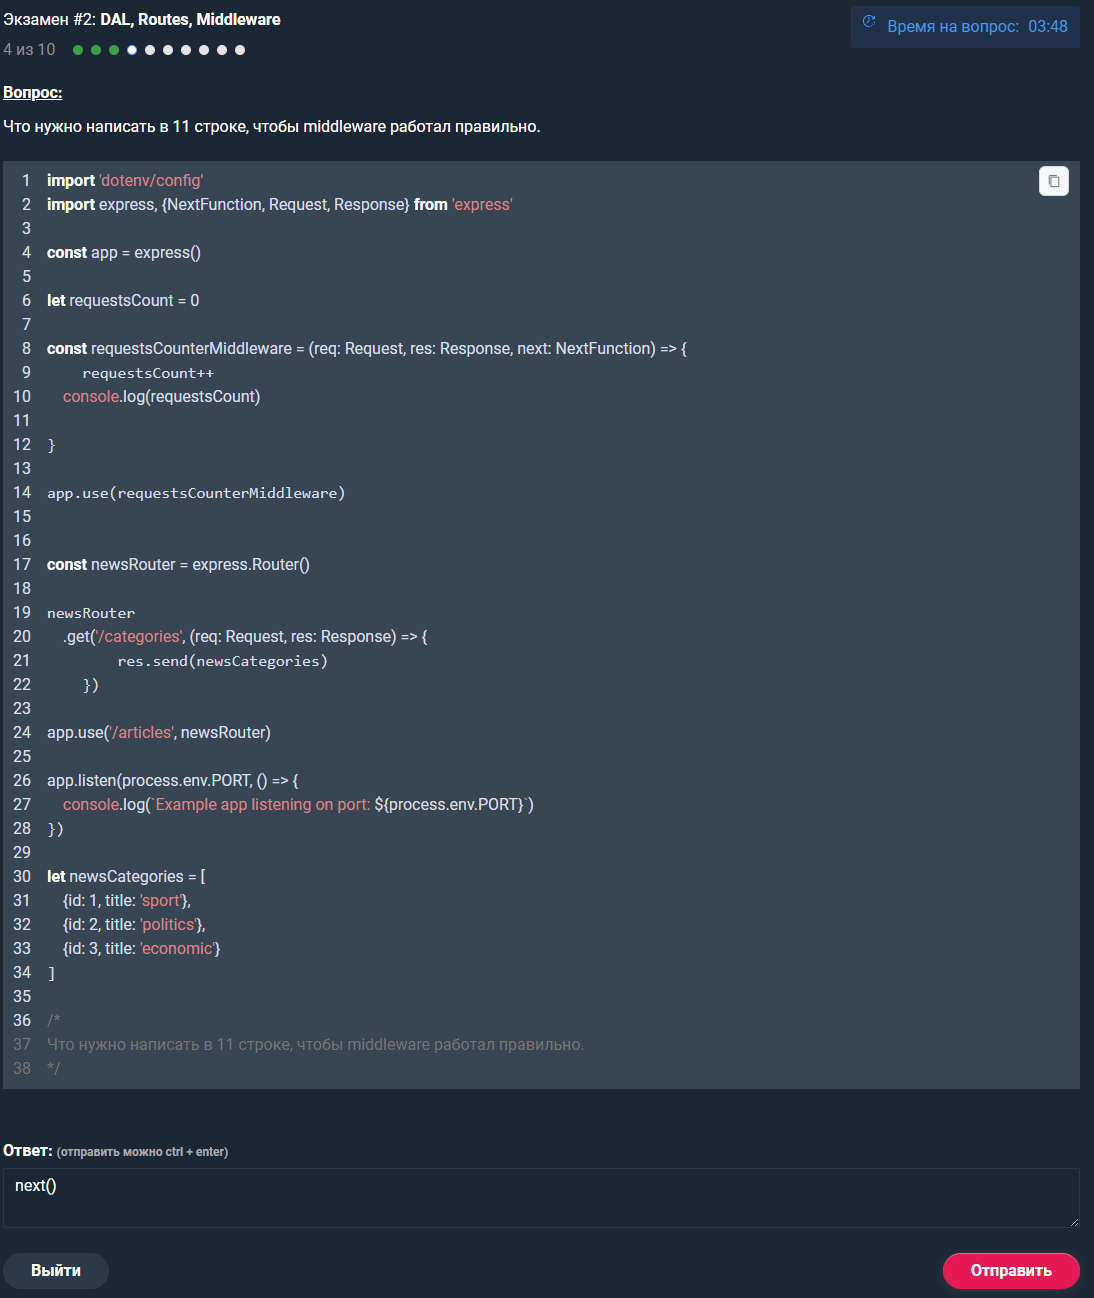 Экзамен #2: DAL, Routes, Middleware
Время на вопрос: 03:48
4 из 10
Вопрос:
Что нужно написать в 11 строке, чтобы middleware работал правильно.
1 import 'dotenv/config'
2 import express, {NextFunction, Request, Response} from 'express'
3
4 const app = express()
5
6 let requestsCount = 0
7
8 const requestsCounterMiddleware = (req: Request, res: Response, next: NextFunction) => {
9 requestsCount++
10 console.log(requestsCount)
11
12 }
13
14 app.use(requestsCounterMiddleware)
15
16
17 const newsRouter = express.Router()
18
19 newsRouter
20 .get('/categories', (req: Request, res: Response) => {
21 res.send(newsCategories)
22 })
23
24 app.use('/articles', newsRouter)
25
26 app.listen(process.env.PORT, () => {
27 console.log(`Example app listening on port: ${process.env.PORT}`)
28 })
29
30 let newsCategories = [
31 {id: 1, title: 'sport'},
32 {id: 2, title: 'politics'},
33 {id: 3, title: 'economic'}
34 ]
35
36 /*
37 Что нужно написать в 11 строке, чтобы middleware работал правильно.
38 */
Ответ: (отправить можно ctrl + enter)
next()
Выйти
Отправить